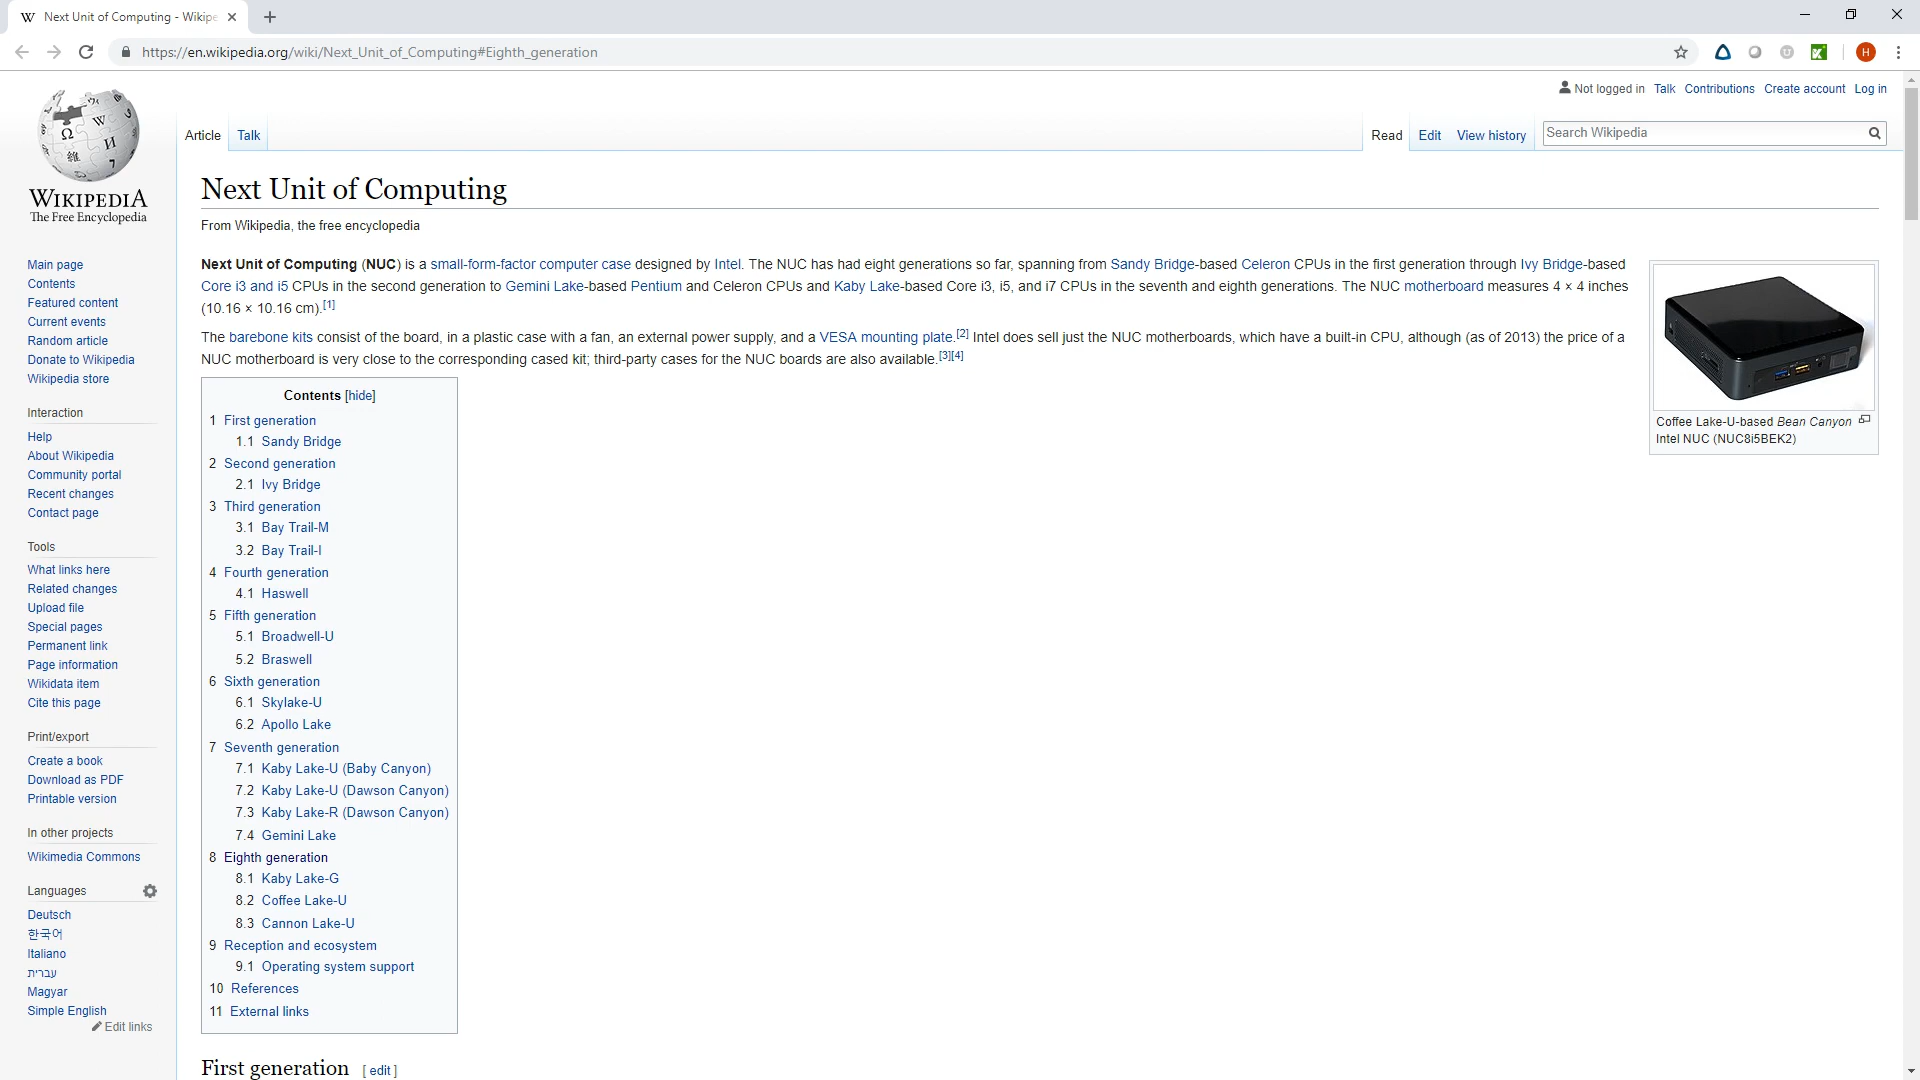 Next Unit of Computing - Wikipe
https://en.wikipedia.org/wiki/Next_Unit_of_Computing#Eighth_generation
H
Not logged in Talk Contributions Create account Log in
Article Talk
Read Edit View history
Search Wikipedia
WIKIPEDIA
The Free Encyclopedia
Main page
Contents
Featured content
Current events
Random article
Donate to Wikipedia
Wikipedia store
Interaction
Help
About Wikipedia
Community portal
Recent changes
Contact page
Tools
What links here
Related changes
Upload file
Special pages
Permanent link
Page information
Wikidata item
Cite this page
Print/export
Create a book
Download as PDF
Printable version
In other projects
Wikimedia Commons
Languages
Deutsch
한국어
Italiano
עברית
Magyar
Simple English
Edit links
Next Unit of Computing
From Wikipedia, the free encyclopedia
Next Unit of Computing (NUC) is a small-form-factor computer case designed by Intel. The NUC has had eight generations so far, spanning from Sandy Bridge-based Celeron CPUs in the first generation through Ivy Bridge-based
Core i3 and i5 CPUs in the second generation to Gemini Lake-based Pentium and Celeron CPUs and Kaby Lake-based Core i3, i5, and i7 CPUs in the seventh and eighth generations. The NUC motherboard measures 4 × 4 inches
(10.16 × 10.16 cm).[1]
The barebone kits consist of the board, in a plastic case with a fan, an external power supply, and a VESA mounting plate.[2] Intel does sell just the NUC motherboards, which have a built-in CPU, although (as of 2013) the price of a
NUC motherboard is very close to the corresponding cased kit; third-party cases for the NUC boards are also available.[3][4]
Coffee Lake-U-based Bean Canyon
Intel NUC (NUC8i5BEK2)
Contents [hide]
1 First generation
1.1 Sandy Bridge
2 Second generation
2.1 Ivy Bridge
3 Third generation
3.1 Bay Trail-M
3.2 Bay Trail-I
4 Fourth generation
4.1 Haswell
5 Fifth generation
5.1 Broadwell-U
5.2 Braswell
6 Sixth generation
6.1 Skylake-U
6.2 Apollo Lake
7 Seventh generation
7.1 Kaby Lake-U (Baby Canyon)
7.2 Kaby Lake-U (Dawson Canyon)
7.3 Kaby Lake-R (Dawson Canyon)
7.4 Gemini Lake
8 Eighth generation
8.1 Kaby Lake-G
8.2 Coffee Lake-U
8.3 Cannon Lake-U
9 Reception and ecosystem
9.1 Operating system support
10 References
11 External links
First generation [ edit ]